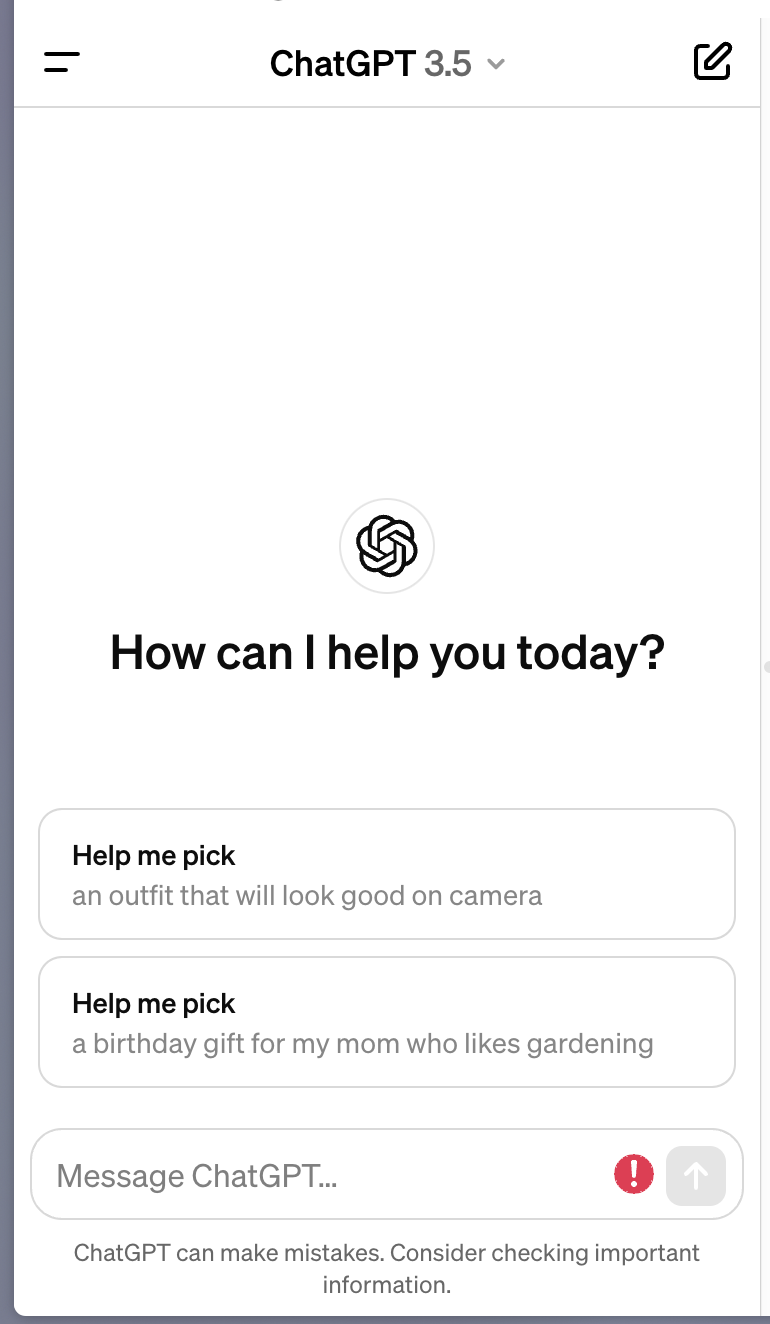 ChatGPT 3.5
How can I help you today?
Help me pick
an outfit that will look good on camera
Help me pick
a birthday gift for my mom who likes gardening
Message ChatGPT...
!
ChatGPT can make mistakes. Consider checking important
information.